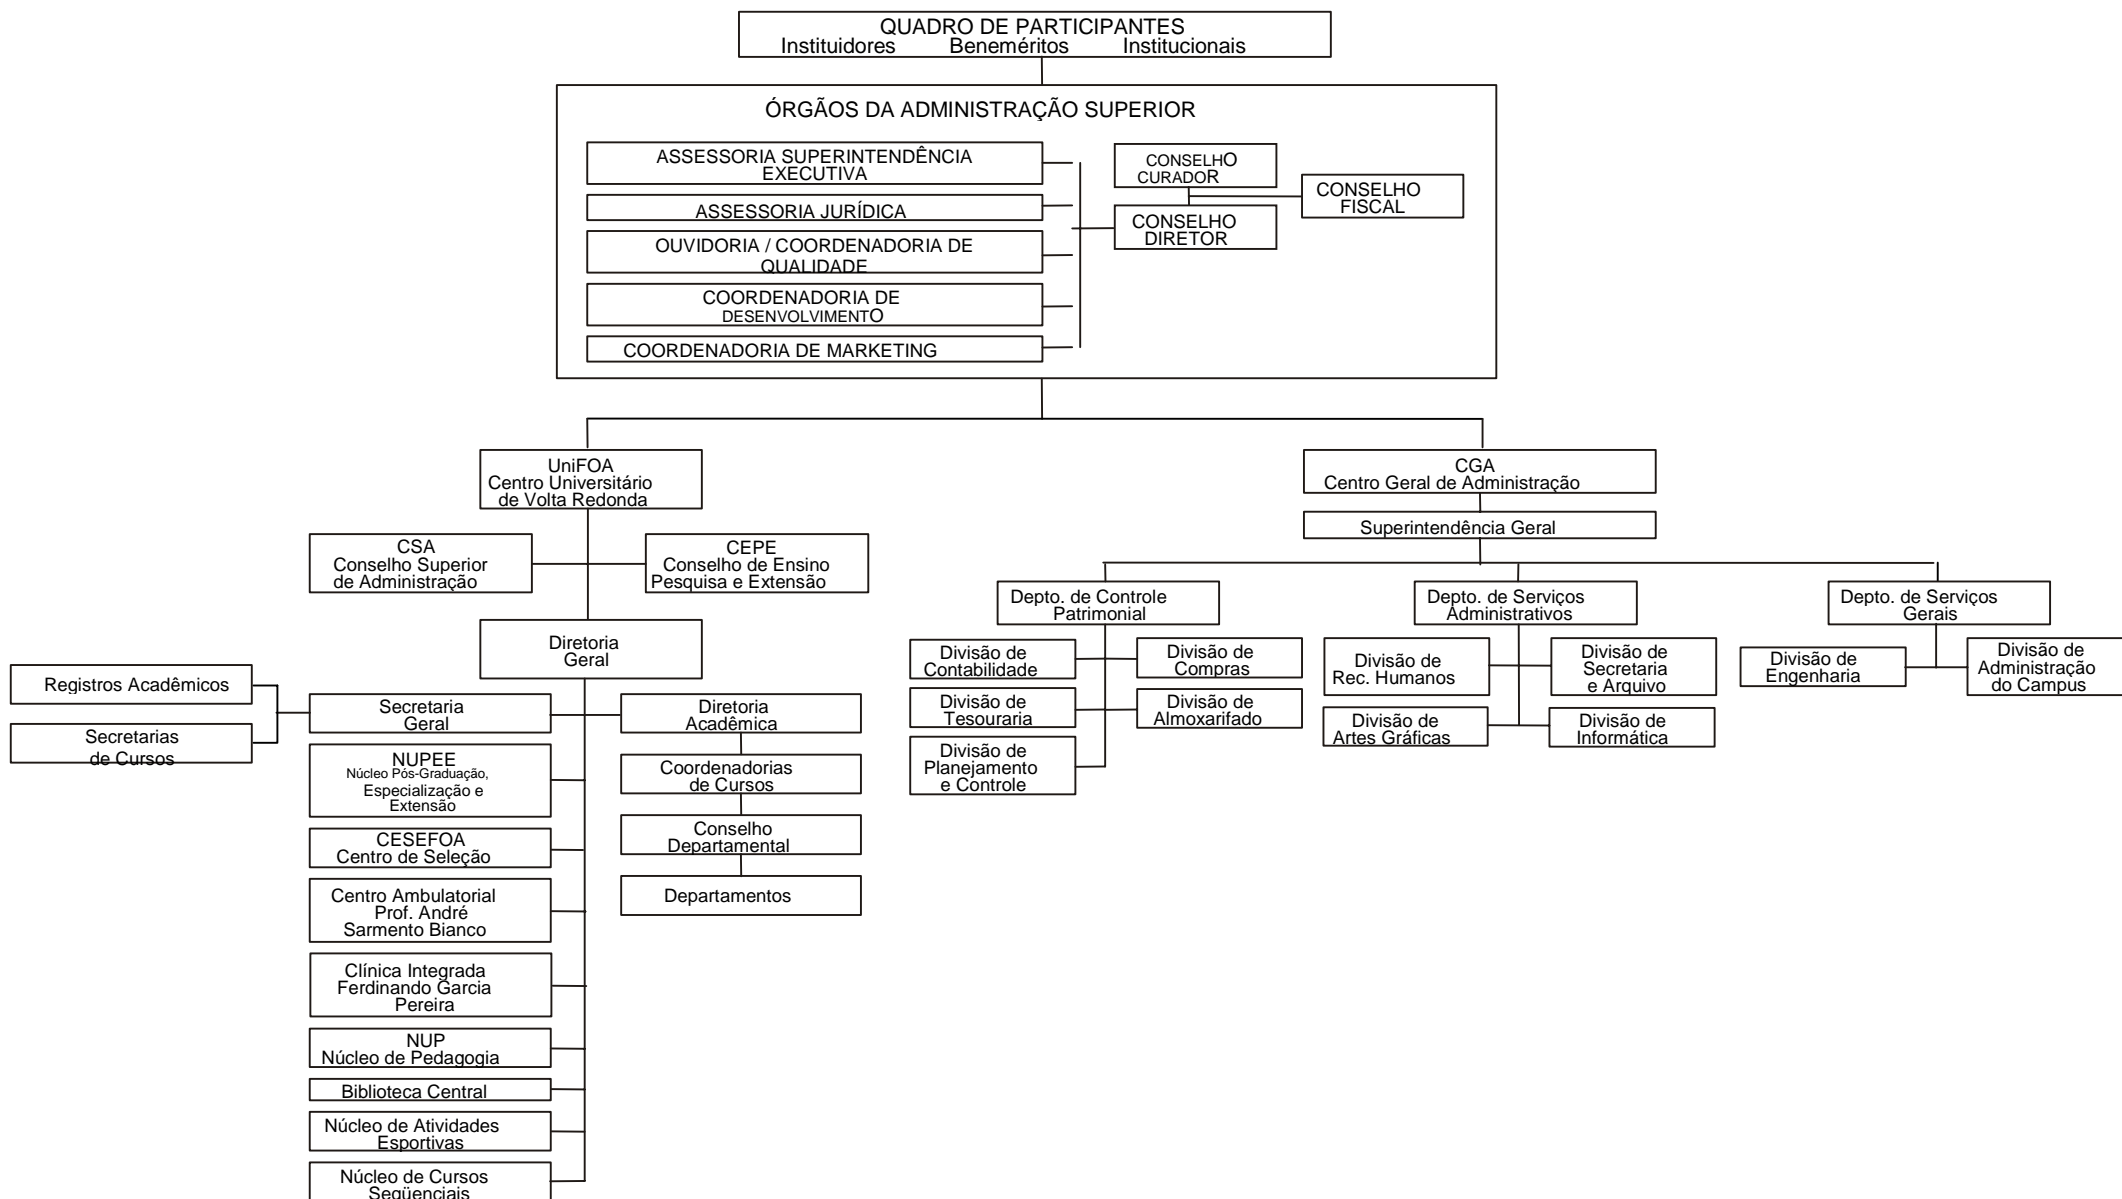 QUADRO DE PARTICIPANTES
Instituidores Beneméritos Institucionais
ÓRGÃOS DA ADMINISTRAÇÃO SUPERIOR
ASSESSORIA SUPERINTENDÊNCIA
EXECUTIVA
ASSESSORIA JURÍDICA
OUVIDORIA / COORDENADORIA DE
QUALIDADE
COORDENADORIA DE
DESENVOLVIMENTO
COORDENADORIA DE MARKETING
CONSELHO
CURADOR
CONSELHO
DIRETOR
CONSELHO
FISCAL
UniFOA
Centro Universitário
de Volta Redonda
CSA
Conselho Superior
de Administração
CEPE
Conselho de Ensino
Pesquisa e Extensão
Diretoria
Geral
Registros Acadêmicos
Secretarias
de Cursos
Secretaria
Geral
Diretoria
Acadêmica
NUPEE
Núcleo Pós-Graduação,
Especialização e
Extensão
Coordenadorias
de Cursos
CESEFOA
Centro de Seleção
Conselho
Departamental
Centro Ambulatorial
Prof. André
Sarmento Bianco
Departamentos
Clínica Integrada
Ferdinando Garcia
Pereira
NUP
Núcleo de Pedagogia
Biblioteca Central
Núcleo de Atividades
Esportivas
Núcleo de Cursos
Seqüenciais
CGA
Centro Geral de Administração
Superintendência Geral
Depto. de Controle
Patrimonial
Divisão de
Contabilidade
Divisão de
Compras
Divisão de
Tesouraria
Divisão de
Almoxarifado
Divisão de
Planejamento
e Controle
Depto. de Serviços
Administrativos
Divisão de
Rec. Humanos
Divisão de
Secretaria
e Arquivo
Divisão de
Artes Gráficas
Divisão de
Informática
Depto. de Serviços
Gerais
Divisão de
Engenharia
Divisão de
Administração
do Campus